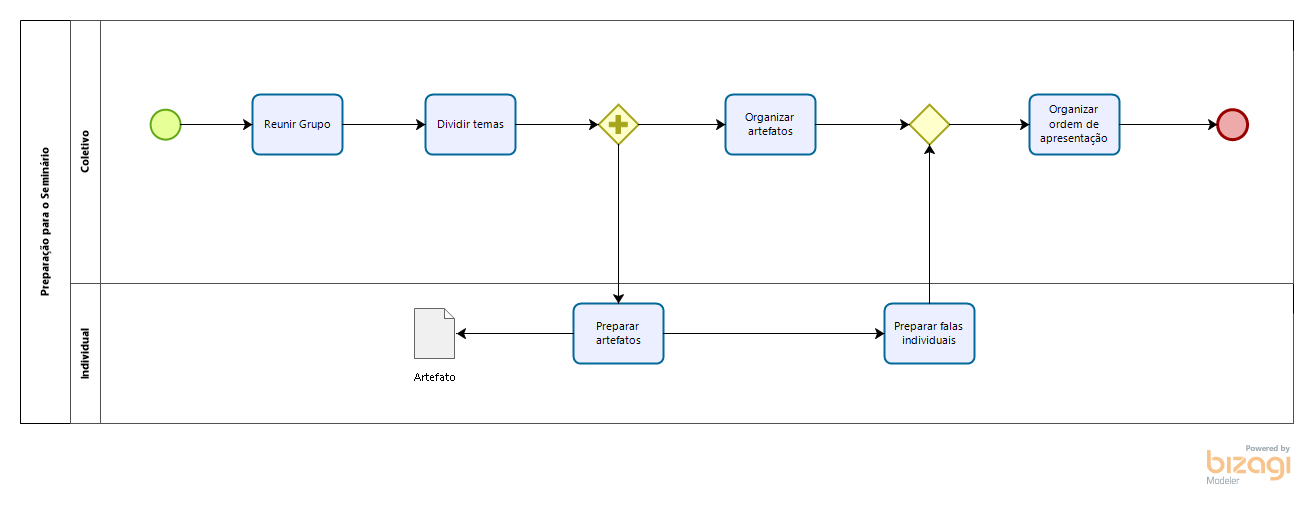 Preparação para o Seminário
Coletivo
Reunir Grupo
Dividir temas
Organizar
artefatos
Organizar
ordem de
apresentação
Individual
Artefato
Preparar
artefatos
Preparar falas
individuais
Powered by
bizagi
Modeler